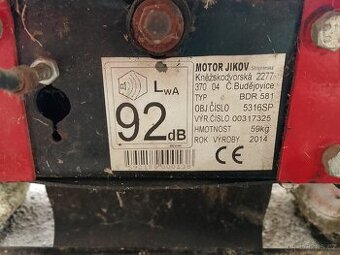 LWA
92dB
MOTOR JIKOV
Kněžskodvorská 2277
370 04 Č.Budějovice
TYP BDR 581
OBJ.ČÍSLO 5316SP
VÝR.ČÍSLO 00317325
HMOTNOST 59kg
ROK VÝROBY 2014
CE